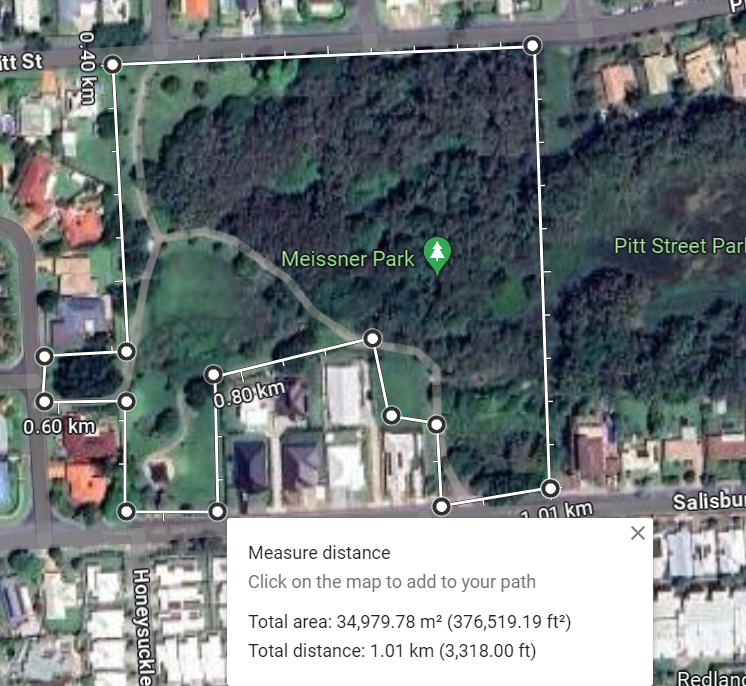 itt St
0.40 km
Meissner Park
Pitt Street Par
0.80 km
0.60 km
1.01 km
Salisbu
Honeysuckle
Redland
Measure distance
Click on the map to add to your path
Total area: 34,979.78 m² (376,519.19 ft²)
Total distance: 1.01 km (3,318.00 ft)